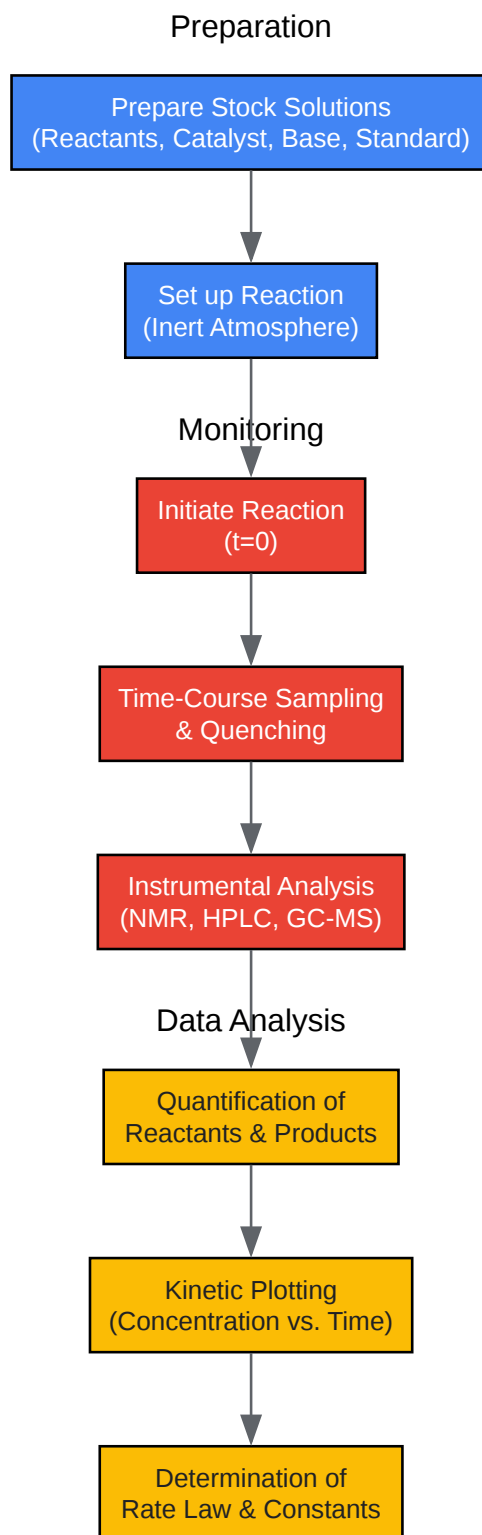 Preparation
Prepare Stock Solutions
(Reactants, Catalyst, Base, Standard)
Set up Reaction
(Inert Atmosphere)
Monitoring
Initiate Reaction
(t=0)
Time-Course Sampling
& Quenching
Instrumental Analysis
(NMR, HPLC, GC-MS)
Data Analysis
Quantification of
Reactants & Products
Kinetic Plotting
(Concentration vs. Time)
Determination of
Rate Law & Constants